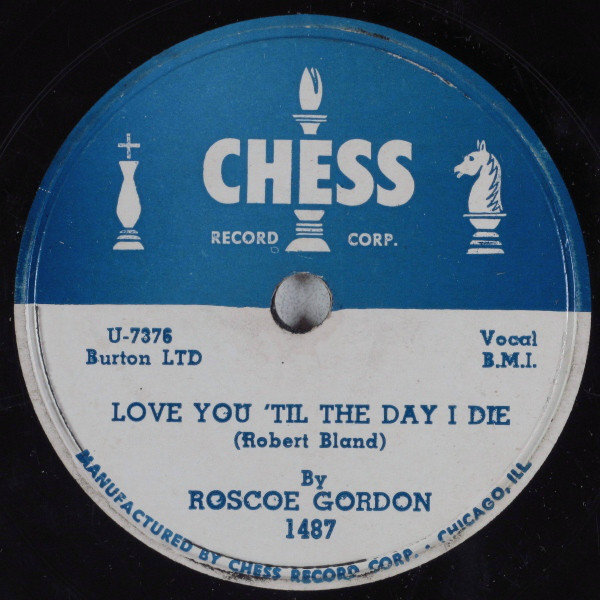 CHESS
RECORD CORP.
U-7376
Burton LTD
Vocal
B.M.I.
LOVE YOU 'TIL THE DAY I DIE
(Robert Bland)
By
ROSCOE GORDON
1487
MANUFACTURED BY CHESS RECORD CORP. • CHICAGO, ILL.